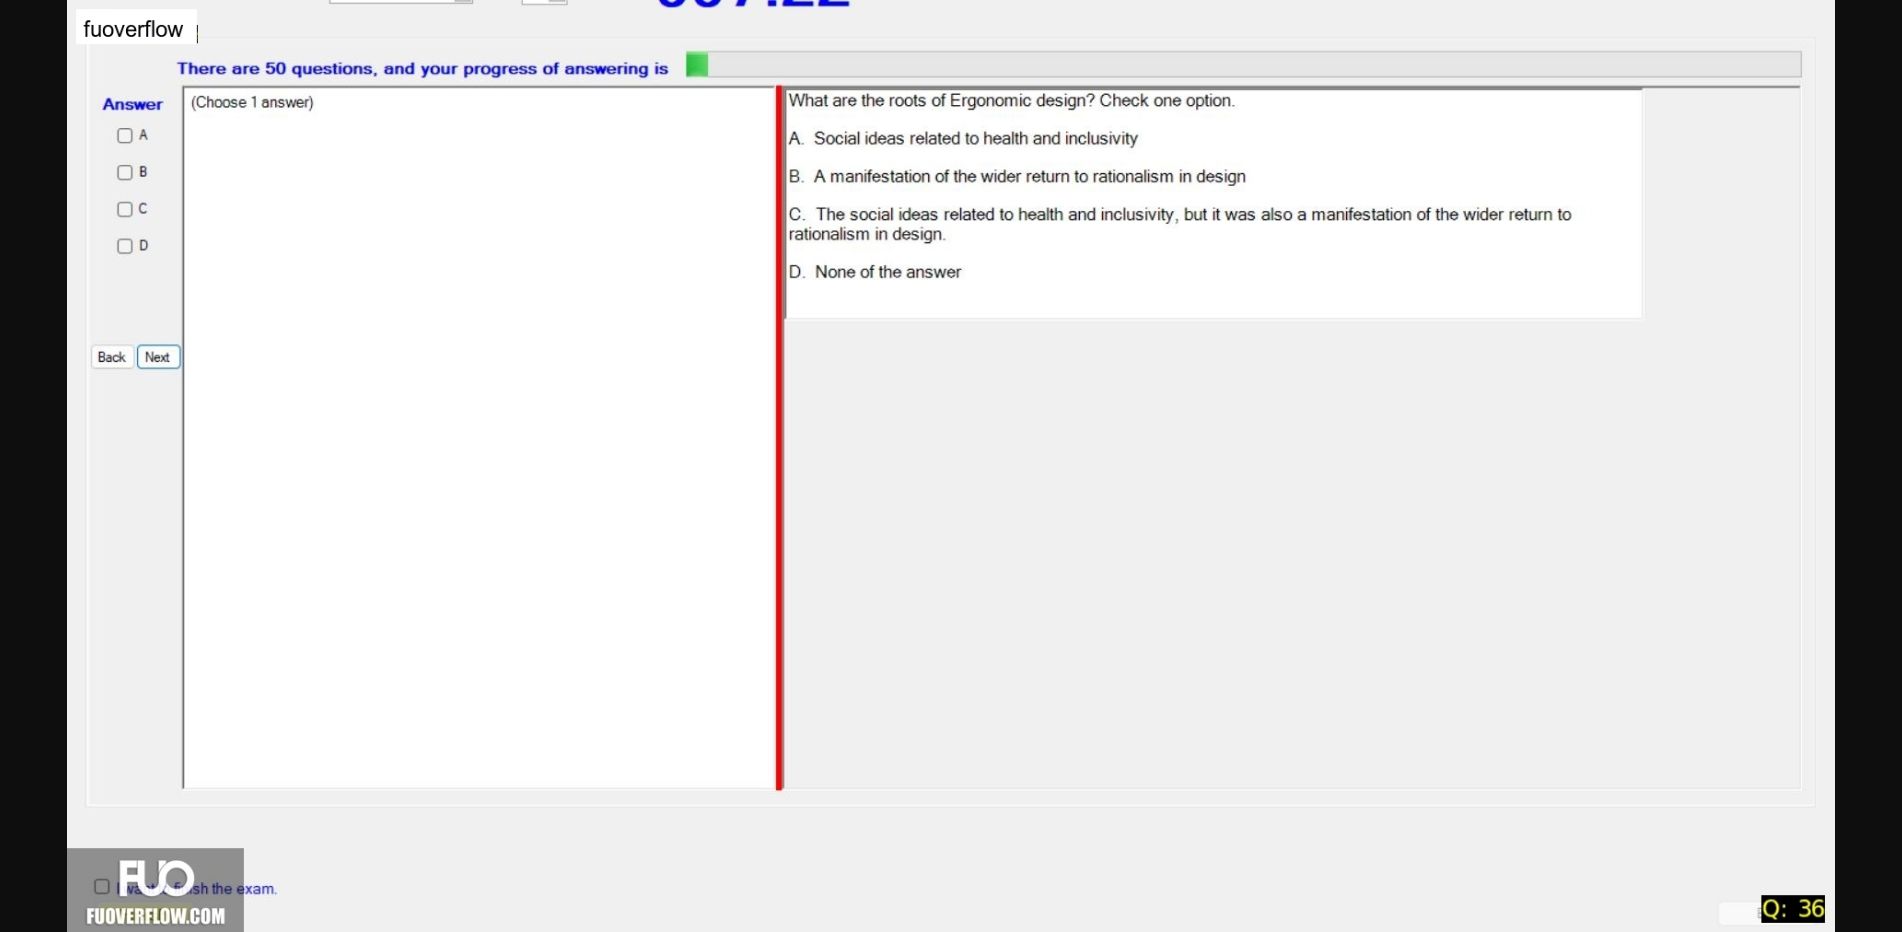 fuoverflow
There are 50 questions, and your progress of answering is
Answer
(Choose 1 answer)
A
B
C
D
Back Next
What are the roots of Ergonomic design? Check one option.
A. Social ideas related to health and inclusivity
B. A manifestation of the wider return to rationalism in design
C. The social ideas related to health and inclusivity, but it was also a manifestation of the wider return to
rationalism in design.
D. None of the answer
FUO
the exam.
FUOVERFLOW.COM
Q: 36